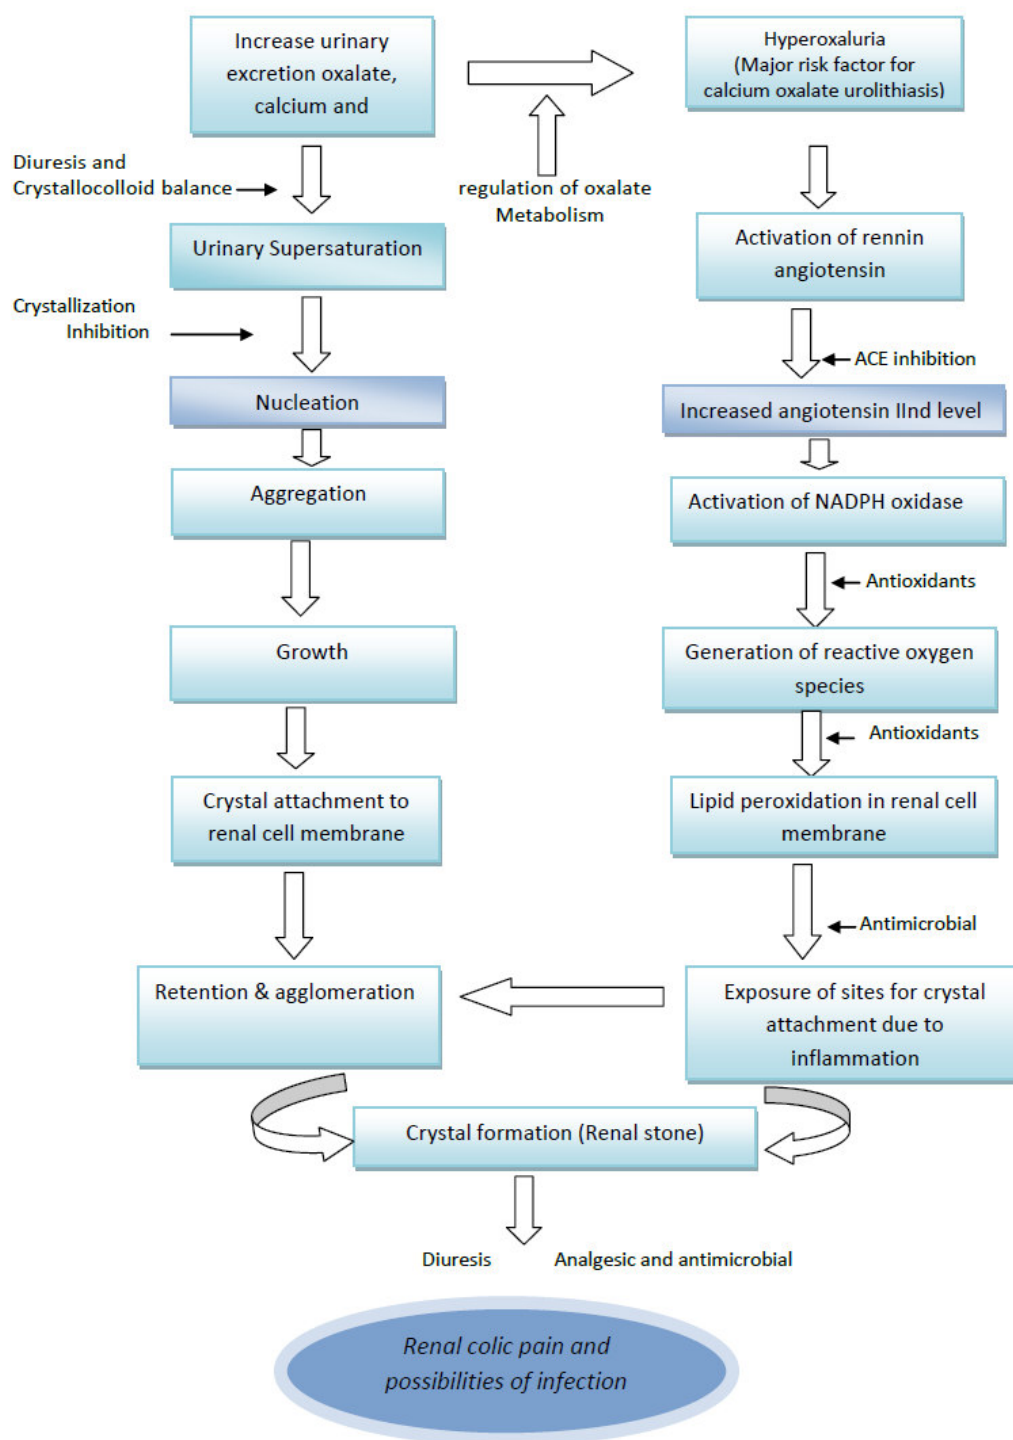 Increase urinary
excretion oxalate,
calcium and
Hyperoxaluria
(Major risk factor for
calcium oxalate urolithiasis)
Diuresis and
Crystallocolloid balance
regulation of oxalate
Metabolism
Urinary Supersaturation
Activation of rennin
angiotensin
Crystallization
Inhibition
ACE inhibition
Nucleation
Increased angiotensin IInd level
Aggregation
Activation of NADPH oxidase
Antioxidants
Growth
Generation of reactive oxygen
species
Antioxidants
Crystal attachment to
renal cell membrane
Lipid peroxidation in renal cell
membrane
Antimicrobial
Retention & agglomeration
Exposure of sites for crystal
attachment due to
inflammation
Crystal formation (Renal stone)
Diuresis
Analgesic and antimicrobial
Renal colic pain and
possibilities of infection